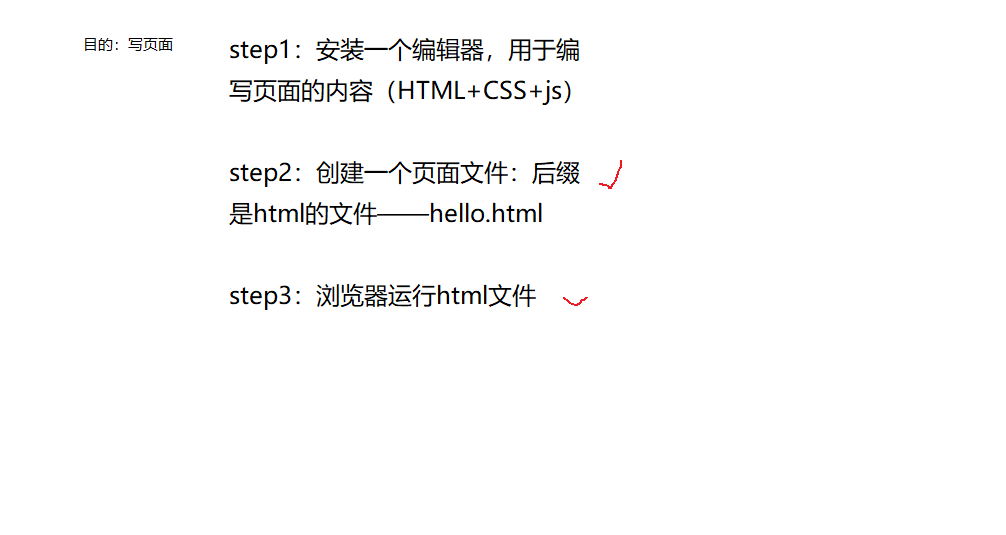 目的：写页面
step1：安装一个编辑器，用于编
写页面的内容（HTML+CSS+js）
step2：创建一个页面文件：后缀
是html的文件——hello.html
step3：浏览器运行html文件